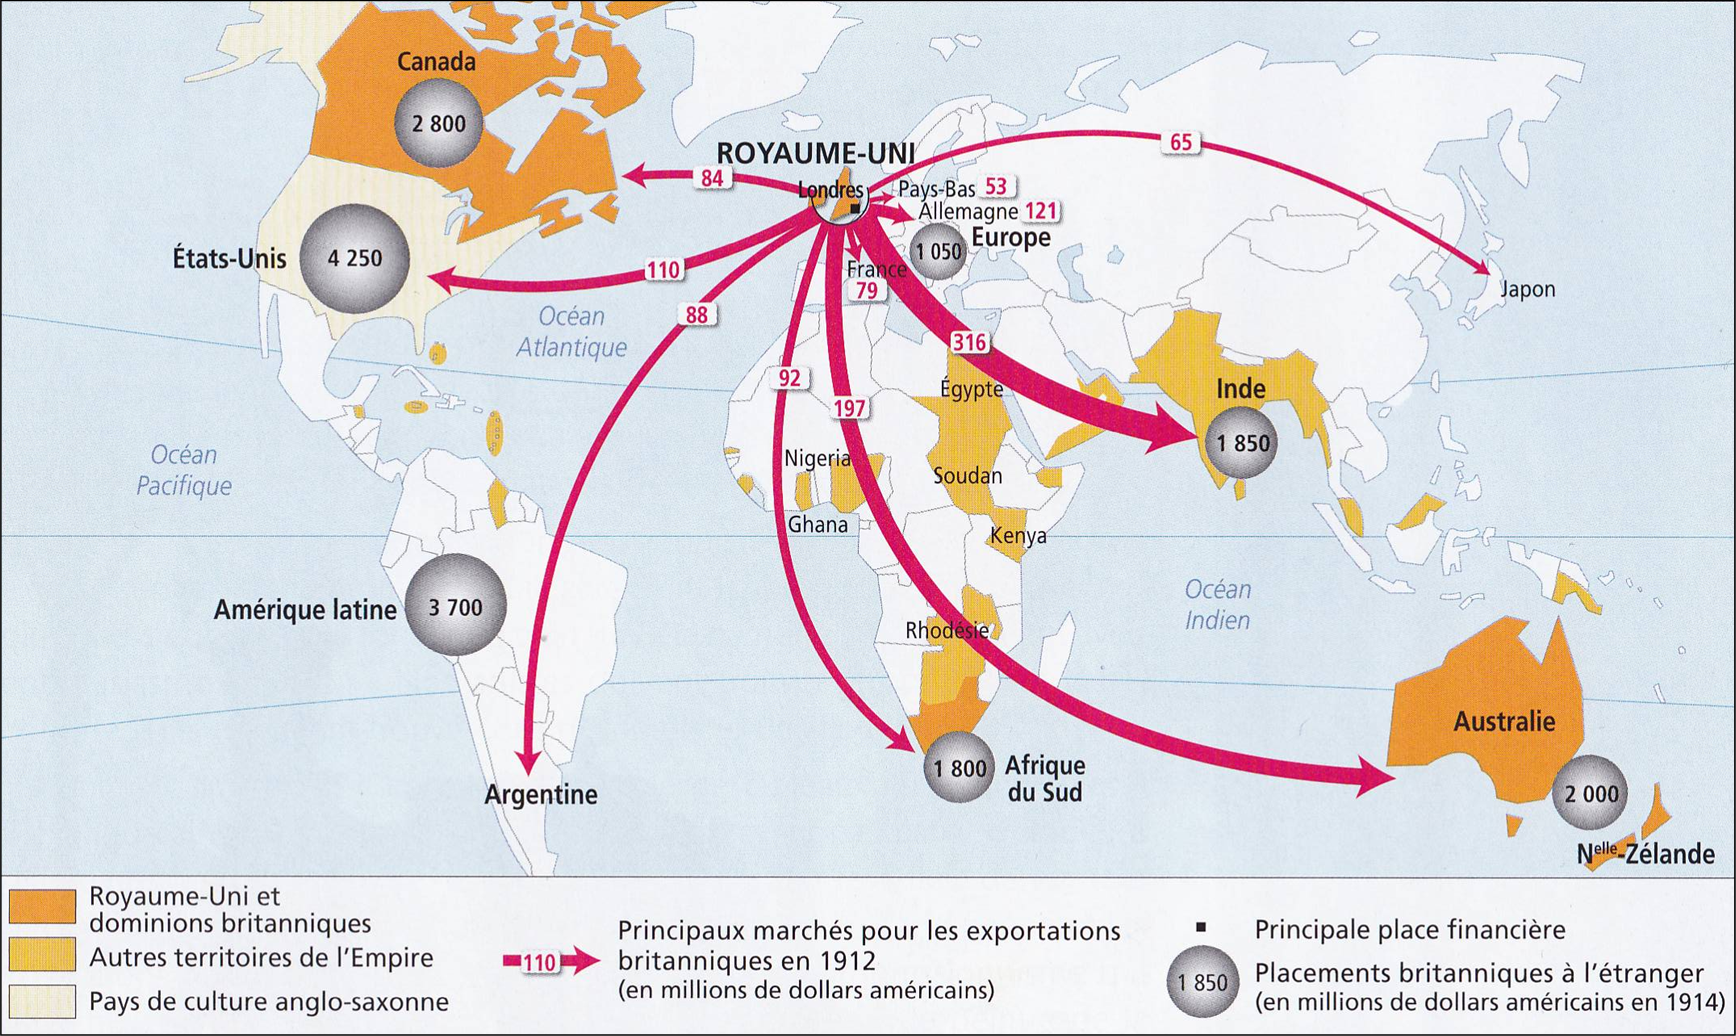 Canada
2 800
ROYAUME-UNI
65
84
Londres
Pays-Bas 53
Allemagne 121
Europe
1 050
États-Unis
4 250
110
France
79
Japon
88
Océan
Atlantique
316
92
197
Égypte
Inde
1 850
Océan
Pacifique
Nigeria
Soudan
Ghana
Kenya
Océan
Indien
Amérique latine
3 700
Rhodésie
Australie
Argentine
1 800
Afrique
du Sud
2 000
Nelle-Zélande
Royaume-Uni et
dominions britanniques
Autres territoires de l'Empire
Pays de culture anglo-saxonne
110
Principaux marchés pour les exportations
britanniques en 1912
(en millions de dollars américains)
Principale place financière
1 850
Placements britanniques à l'étranger
(en millions de dollars américains en 1914)